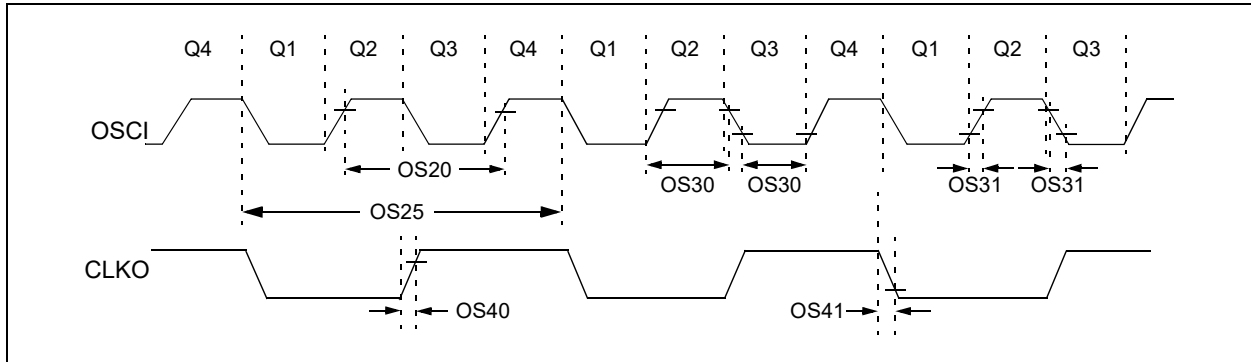 Q4 Q1 Q2 Q3 Q4 Q1 Q2 Q3 Q4 Q1 Q2 Q3
OSCI
OS20 OS30 OS30 OS31 OS31
OS25
CLKO
OS40 OS41